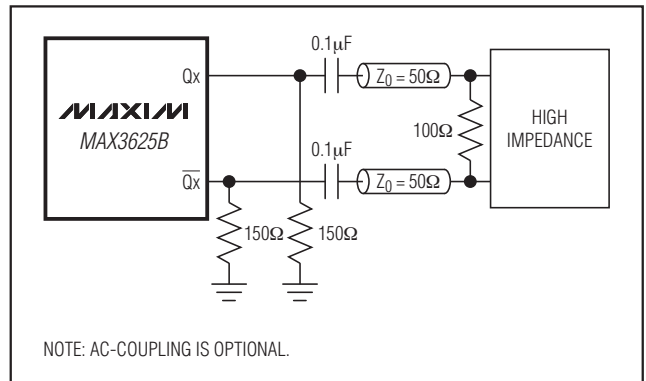 0.1μF
Qx
Z0 = 50Ω
MAXIM
MAX3625B
100Ω
HIGH
IMPEDANCE
0.1μF
Q̅x̅
Z0 = 50Ω
150Ω
150Ω
NOTE: AC-COUPLING IS OPTIONAL.